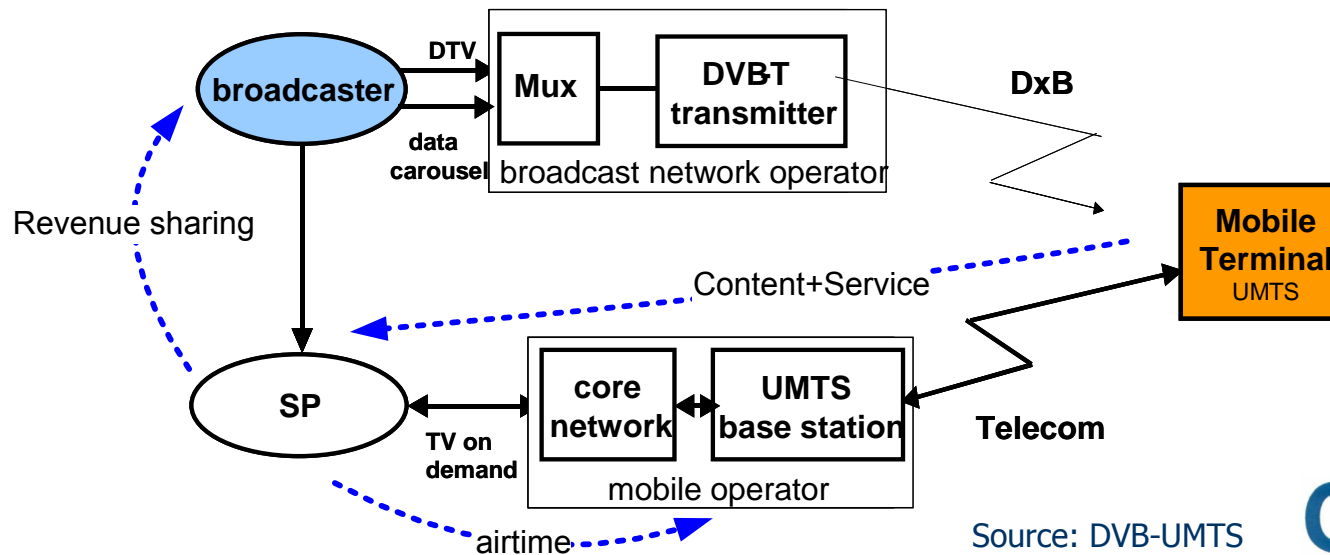 DTV
broadcaster
Mux
DVB-T
transmitter
DxB
data
carousel
broadcast network operator
Revenue sharing
Mobile
Terminal
UMTS
Content+Service
SP
core
network
UMTS
base station
TV on
demand
Telecom
mobile operator
airtime
Source: DVB-UMTS